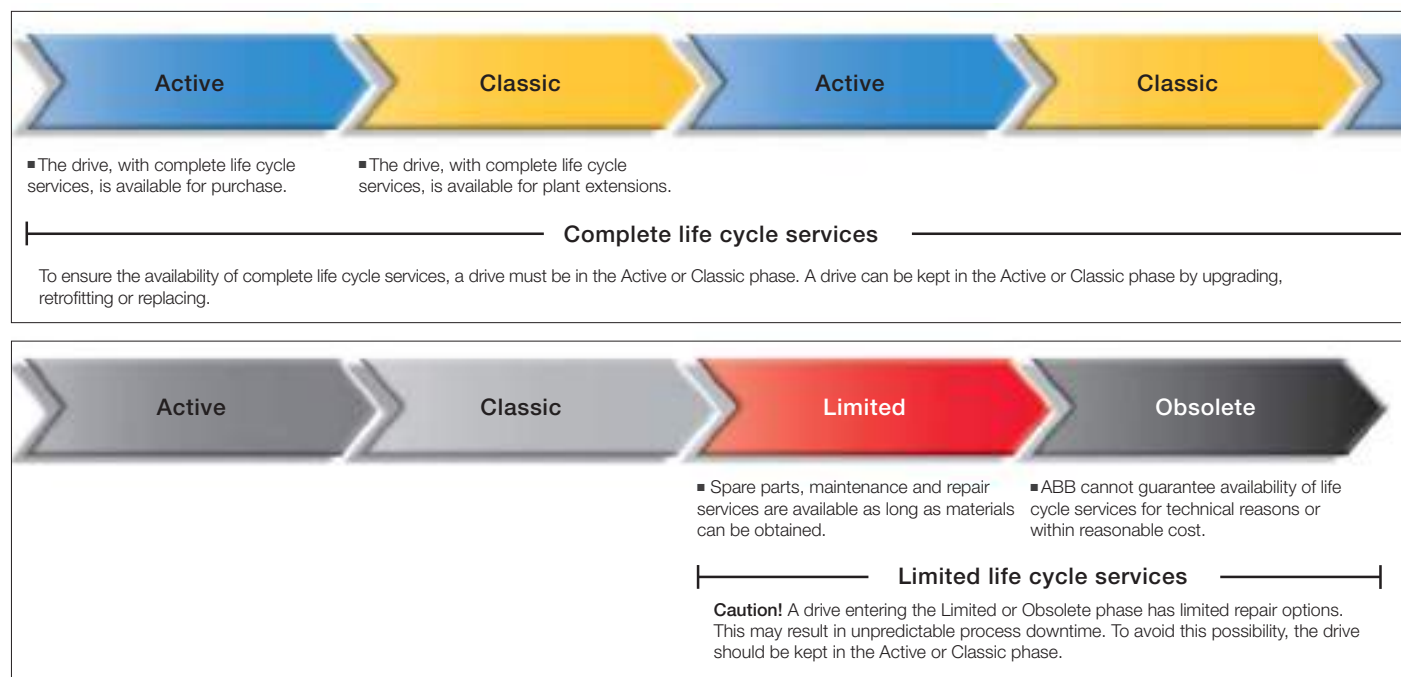 Active
Classic
Active
Classic
■ The drive, with complete life cycle
services, is available for purchase.
■ The drive, with complete life cycle
services, is available for plant extensions.
Complete life cycle services
To ensure the availability of complete life cycle services, a drive must be in the Active or Classic phase. A drive can be kept in the Active or Classic phase by upgrading,
retrofitting or replacing.
Active
Classic
Limited
Obsolete
■ Spare parts, maintenance and repair
services are available as long as materials
can be obtained.
■ ABB cannot guarantee availability of life
cycle services for technical reasons or
within reasonable cost.
Limited life cycle services
Caution! A drive entering the Limited or Obsolete phase has limited repair options.
This may result in unpredictable process downtime. To avoid this possibility, the drive
should be kept in the Active or Classic phase.